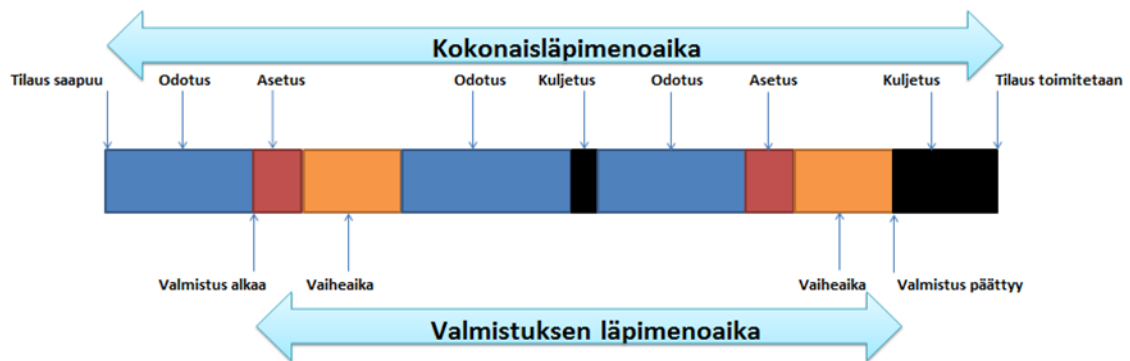 Kokonaisläpimenoaika
Tilaus saapuu Odotus Asetus Odotus Kuljetus Odotus Asetus Kuljetus Tilaus toimitetaan
Valmistus alkaa Vaiheaika Vaiheaika Valmistus päättyy
Valmistuksen läpimenoaika